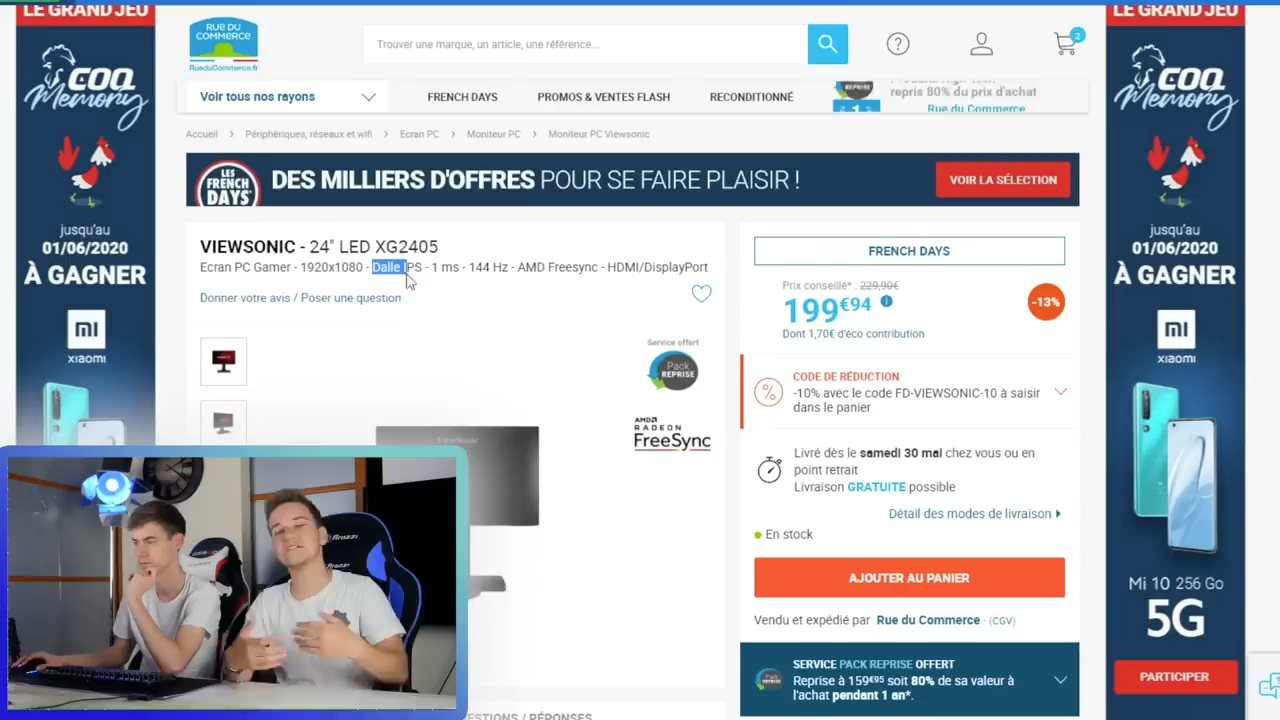 LE GRAND JEU
COQ
Memory
jusqu'au
01/06/2020
À GAGNER
mi
xiaomi
RUE DU
COMMERCE
RueduCommerce.fr
Trouver une marque, un article, une référence...
2
Voir tous nos rayons
FRENCH DAYS
PROMOS & VENTES FLASH
RECONDITIONNÉ
REPRISE
repris 80% du prix d'achat
Rue du Commerce
Accueil > Périphériques, réseaux et wifi > Ecran PC > Moniteur PC > Moniteur PC Viewsonic
LES
FRENCH
DAYS
DES MILLIERS D'OFFRES POUR SE FAIRE PLAISIR !
VOIR LA SÉLECTION
VIEWSONIC - 24" LED XG2405
Ecran PC Gamer - 1920x1080 - Dalle IPS - 1 ms - 144 Hz - AMD Freesync - HDMI/DisplayPort
Donner votre avis / Poser une question
Service offert
Pack
REPRISE
AMD
RADEON
FreeSync
ViewSonic
Arozzi
Arozzi
ESTIONS / RÉPONSES
FRENCH DAYS
Prix conseillé* : 229,90€
199€94
-13%
Dont 1,70€ d'éco contribution
CODE DE RÉDUCTION
-10% avec le code FD-VIEWSONIC-10 à saisir
dans le panier
Livré dès le samedi 30 mai chez vous ou en
point retrait
Livraison GRATUITE possible
Détail des modes de livraison
En stock
AJOUTER AU PANIER
Vendu et expédié par Rue du Commerce - (CGV)
REPRISE
SERVICE PACK REPRISE OFFERT
Reprise à 159€95 soit 80% de sa valeur à
l'achat pendant 1 an*.
LE GRAND JEU
COQ
Memory
jusqu'au
01/06/2020
À GAGNER
mi
xiaomi
Mi 10 256 Go
5G
PARTICIPER